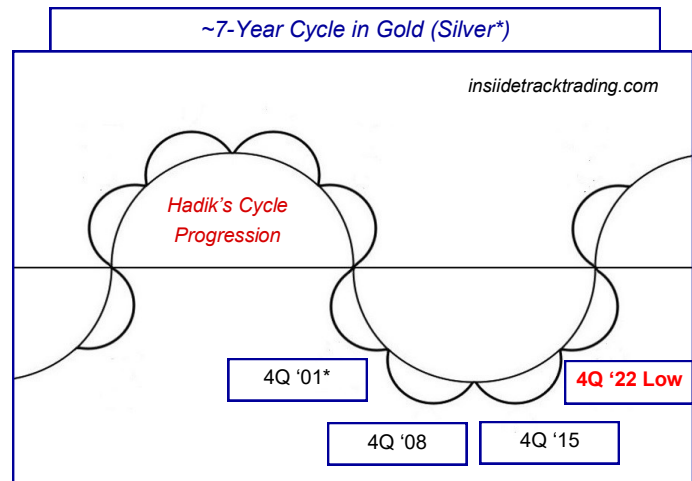 ~7-Year Cycle in Gold (Silver*)
insiidetracktrading.com
Hadik’s Cycle
Progression
4Q ‘01*
4Q ‘22 Low
4Q ‘08
4Q ‘15